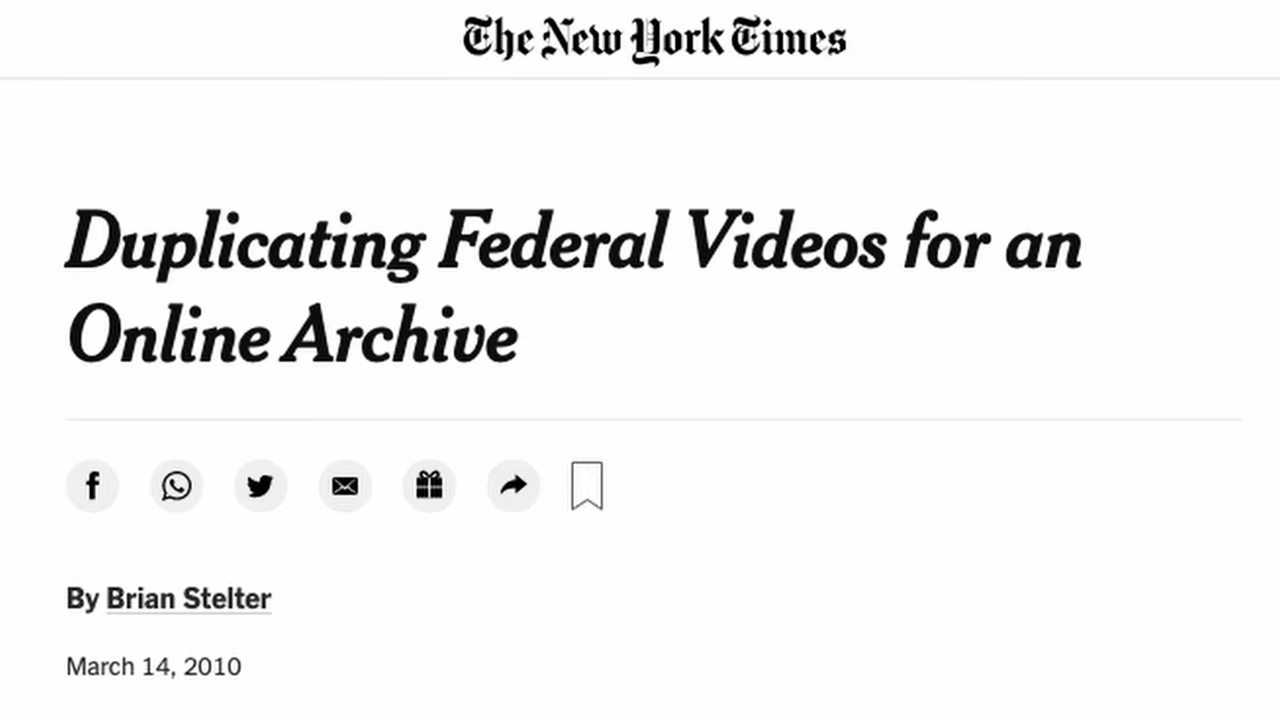 The New York Times
Duplicating Federal Videos for an
Online Archive
By Brian Stelter
March 14, 2010